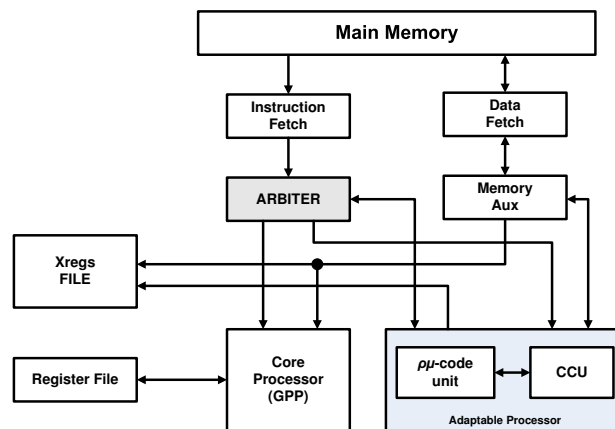 Main Memory
Instruction
Fetch
Data
Fetch
ARBITER
Memory
Aux
Xregs
FILE
Register File
Core
Processor
(GPP)
ρμ-code
unit
CCU
Adaptable Processor